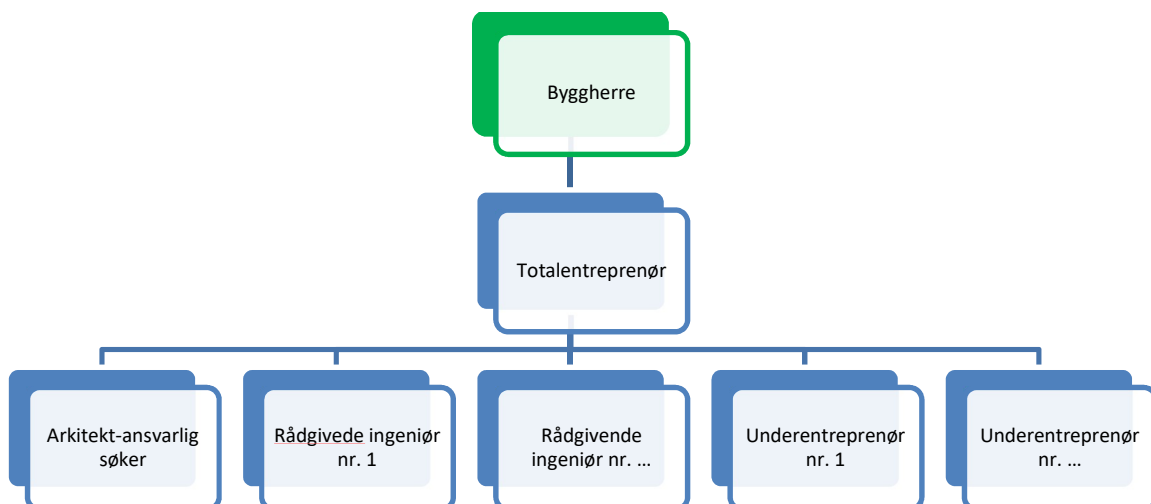 Byggherre
Totalentreprenør
Arkitekt-ansvarlig
søker
Rådgivede ingeniør
nr. 1
Rådgivende
ingeniør nr. ...
Underentreprenør
nr. 1
Underentreprenør
nr. ...